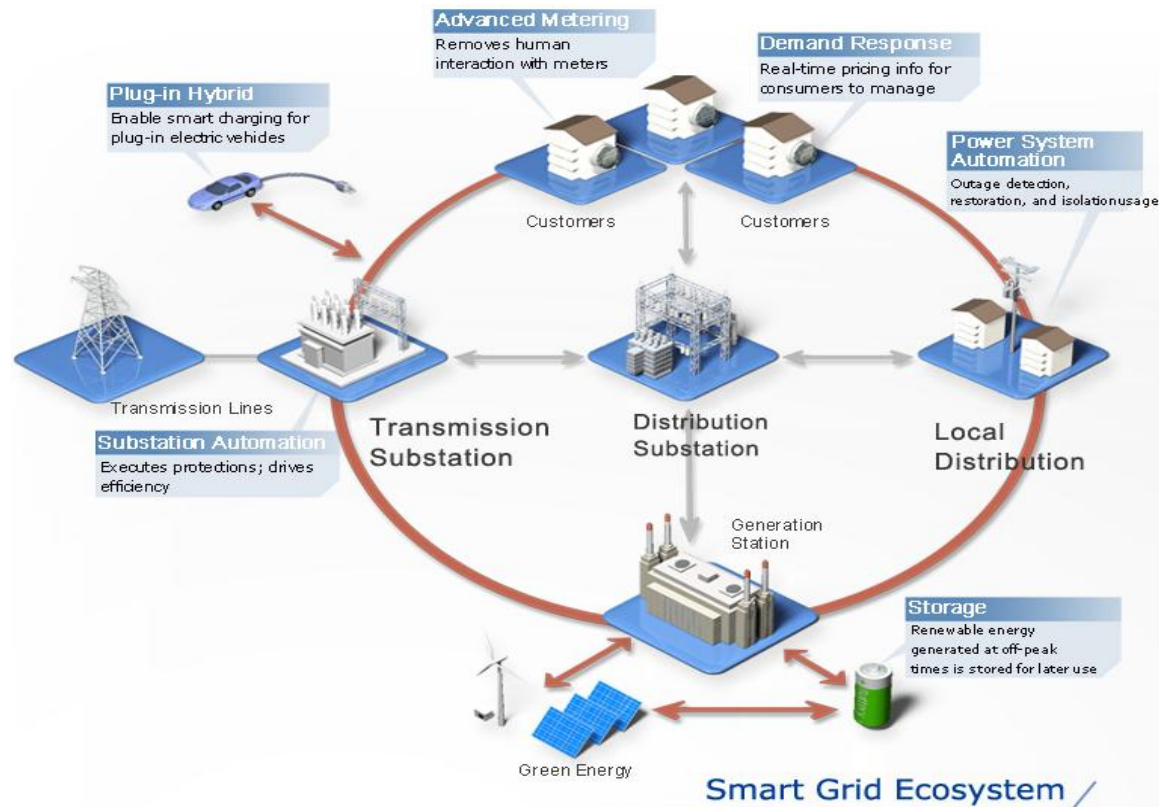 Advanced Metering
Removes human
interaction with meters
Demand Response
Real-time pricing info for
consumers to manage
Plug-in Hybrid
Enable smart charging for
plug-in electric vehicles
Power System
Automation
Outage detection,
restoration, and isolationusage
Customers
Customers
Transmission Lines
Substation Automation
Executes protections; drives
efficiency
Transmission
Substation
Distribution
Substation
Local
Distribution
Generation
Station
Storage
Renewable energy
generated at off-peak
times is stored for later use
Green Energy
Smart Grid Ecosystem /